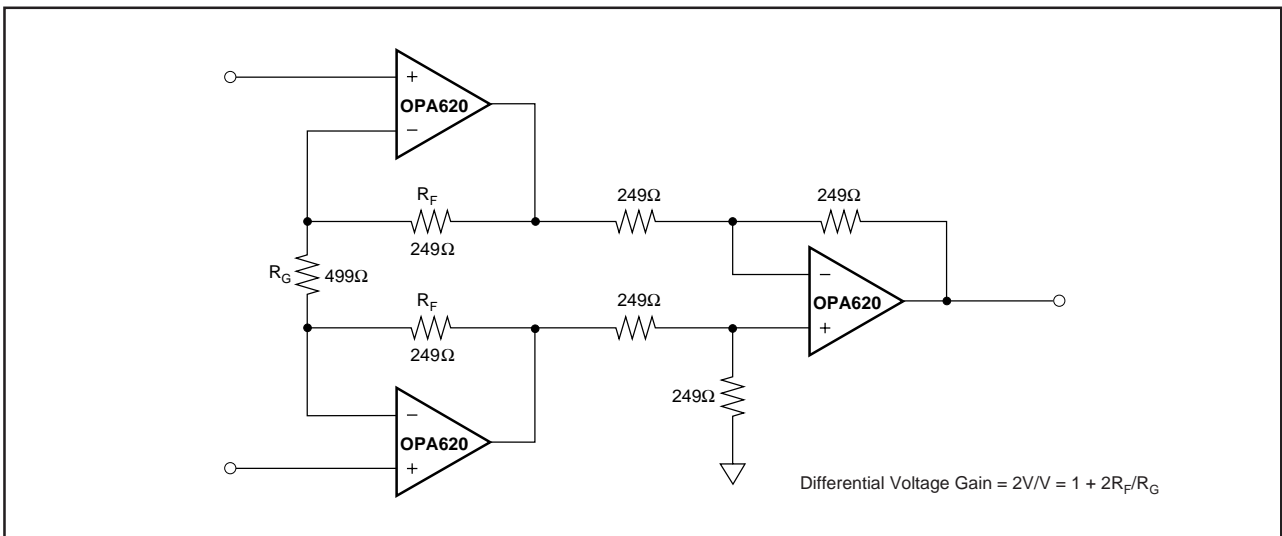 +
OPA620
−
R_F
249Ω
249Ω
249Ω
R_G
499Ω
−
OPA620
+
R_F
249Ω
249Ω
249Ω
−
OPA620
+
Differential Voltage Gain = 2V/V = 1 + 2R_F/R_G